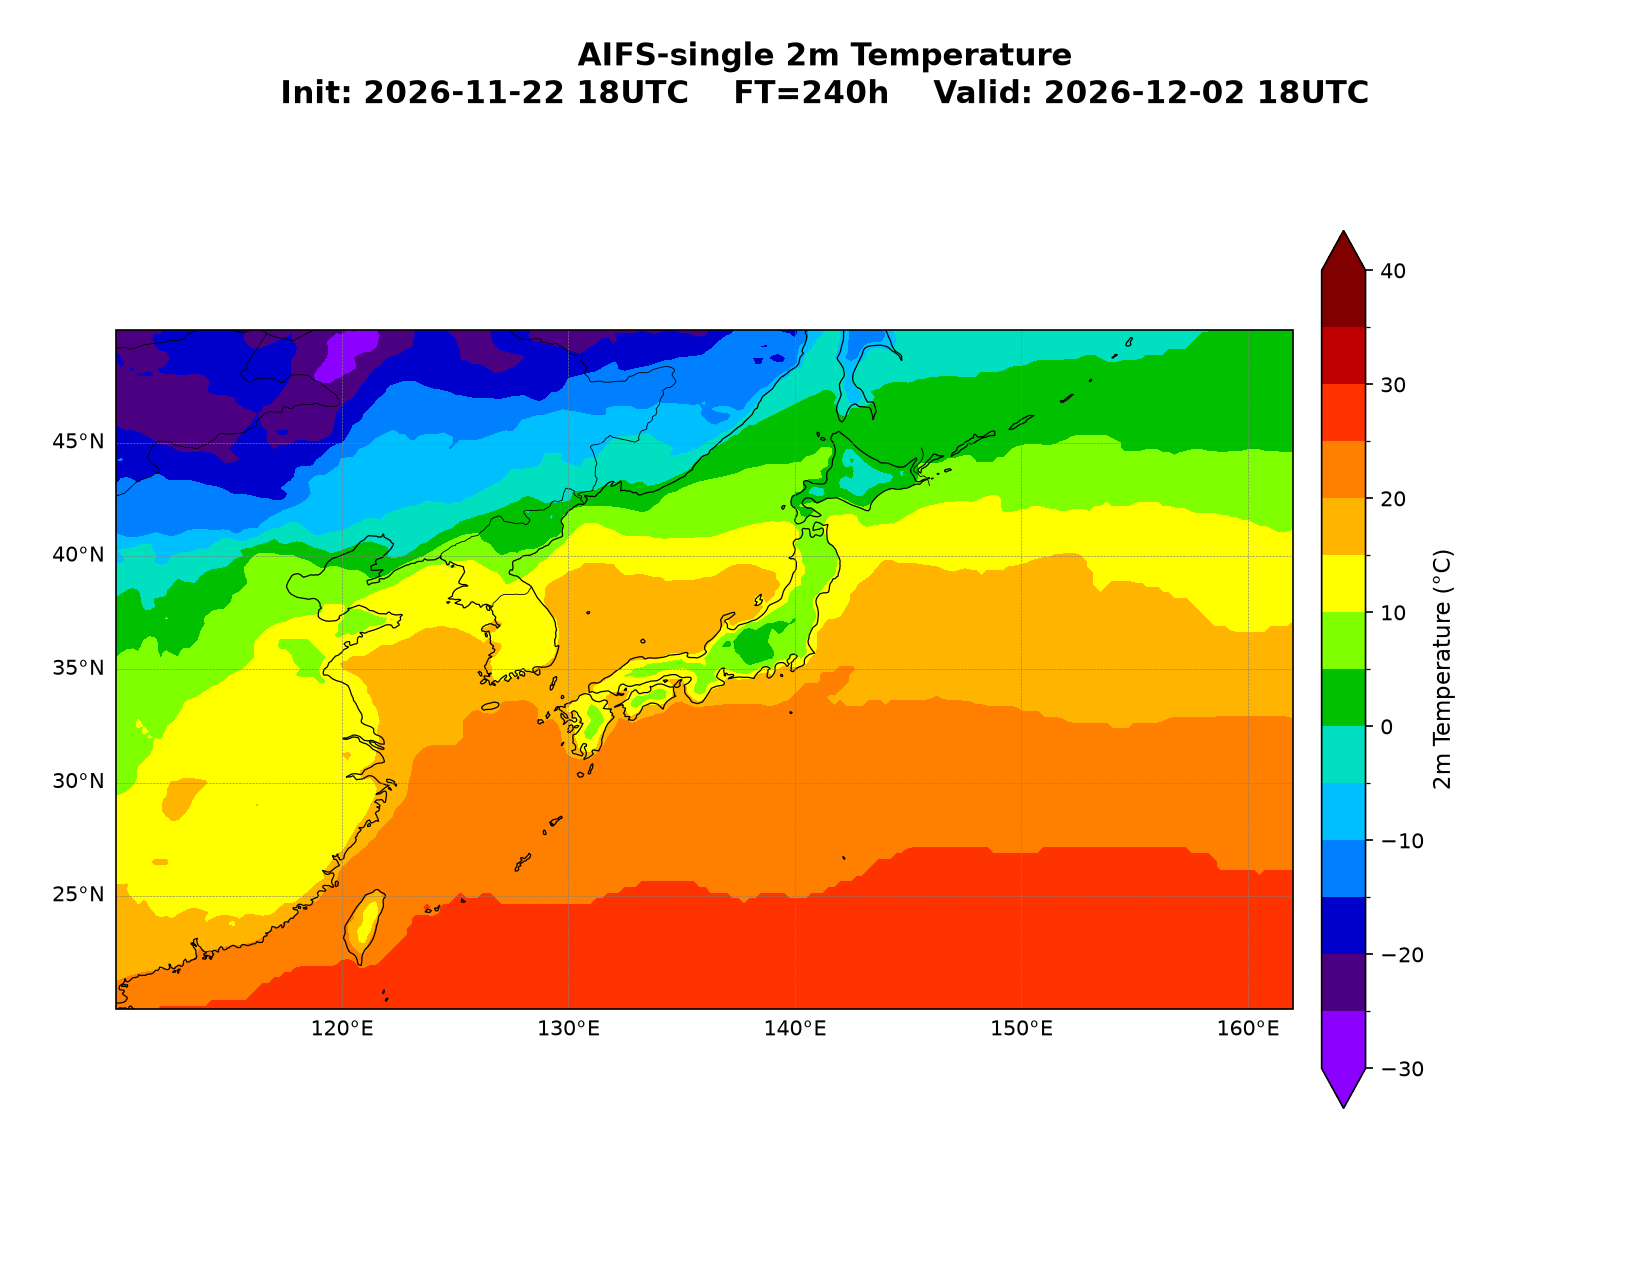 AIFS-single 2m Temperature
Init: 2026-11-22 18UTC    FT=240h    Valid: 2026-12-02 18UTC
45°N
40°N
35°N
30°N
25°N
120°E
130°E
140°E
150°E
160°E
40
30
20
10
0
−10
−20
−30
2m Temperature (°C)